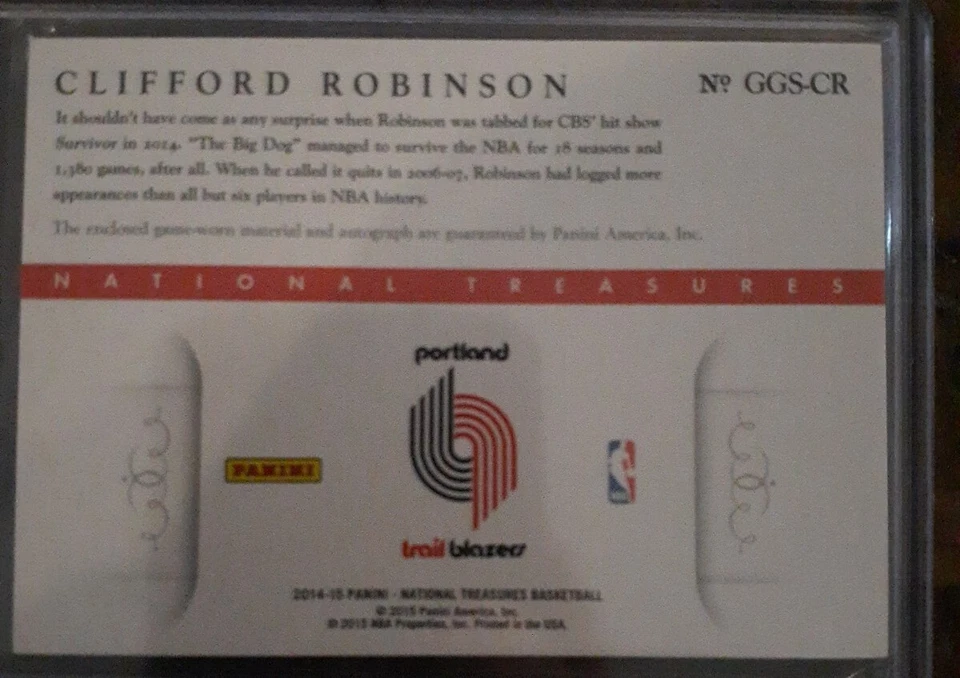 CLIFFORD ROBINSON Nº GGS-CR
It shouldn't have come as any surprise when Robinson was tabbed for CBS' hit show
Survivor in 2014. "The Big Dog" managed to survive the NBA for 18 seasons and
1,380 games, after all. When he called it quits in 2006-07, Robinson had logged more
appearances than all but six players in NBA history.
The enclosed game-worn material and autograph are guaranteed by Panini America, Inc.
NATIONAL TREASURES
portland
PANINI
trail blazers
2014-15 PANINI - NATIONAL TREASURES BASKETBALL
© 2015 Panini America, Inc.
© 2015 NBA Properties, Inc. Printed in the USA.